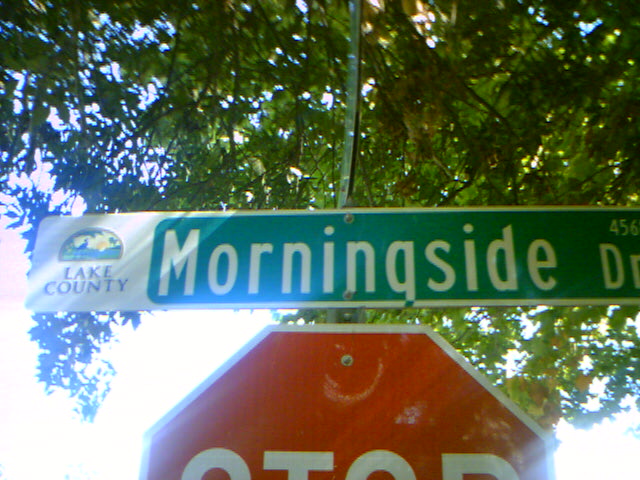 LAKE
COUNTY
Morningside Dr
456
STOP